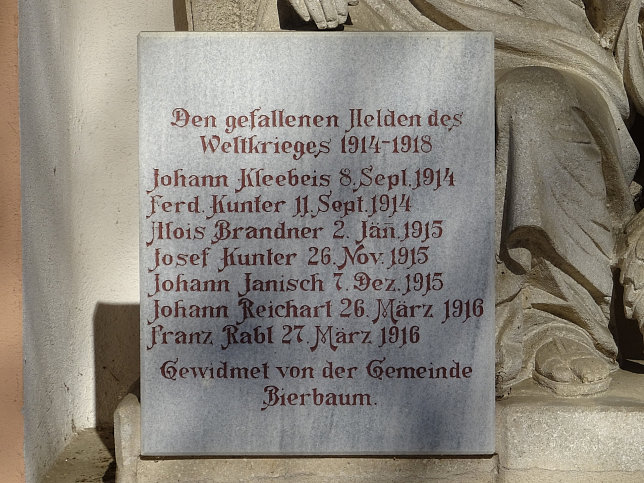 Den gefallenen Helden des
Weltkrieges 1914-1918
Johann Kleebeis 8. Sept. 1914
Ferd. Kunter 11. Sept. 1914
Alois Brandner 2. Jan̄. 1915
Josef Kunter 26. Nov. 1915
Johann Janisch 7. Dez. 1915
Johann Reichart 26. März 1916
Franz Rabl 27. März 1916
Gewidmet von der Gemeinde
Bierbaum.